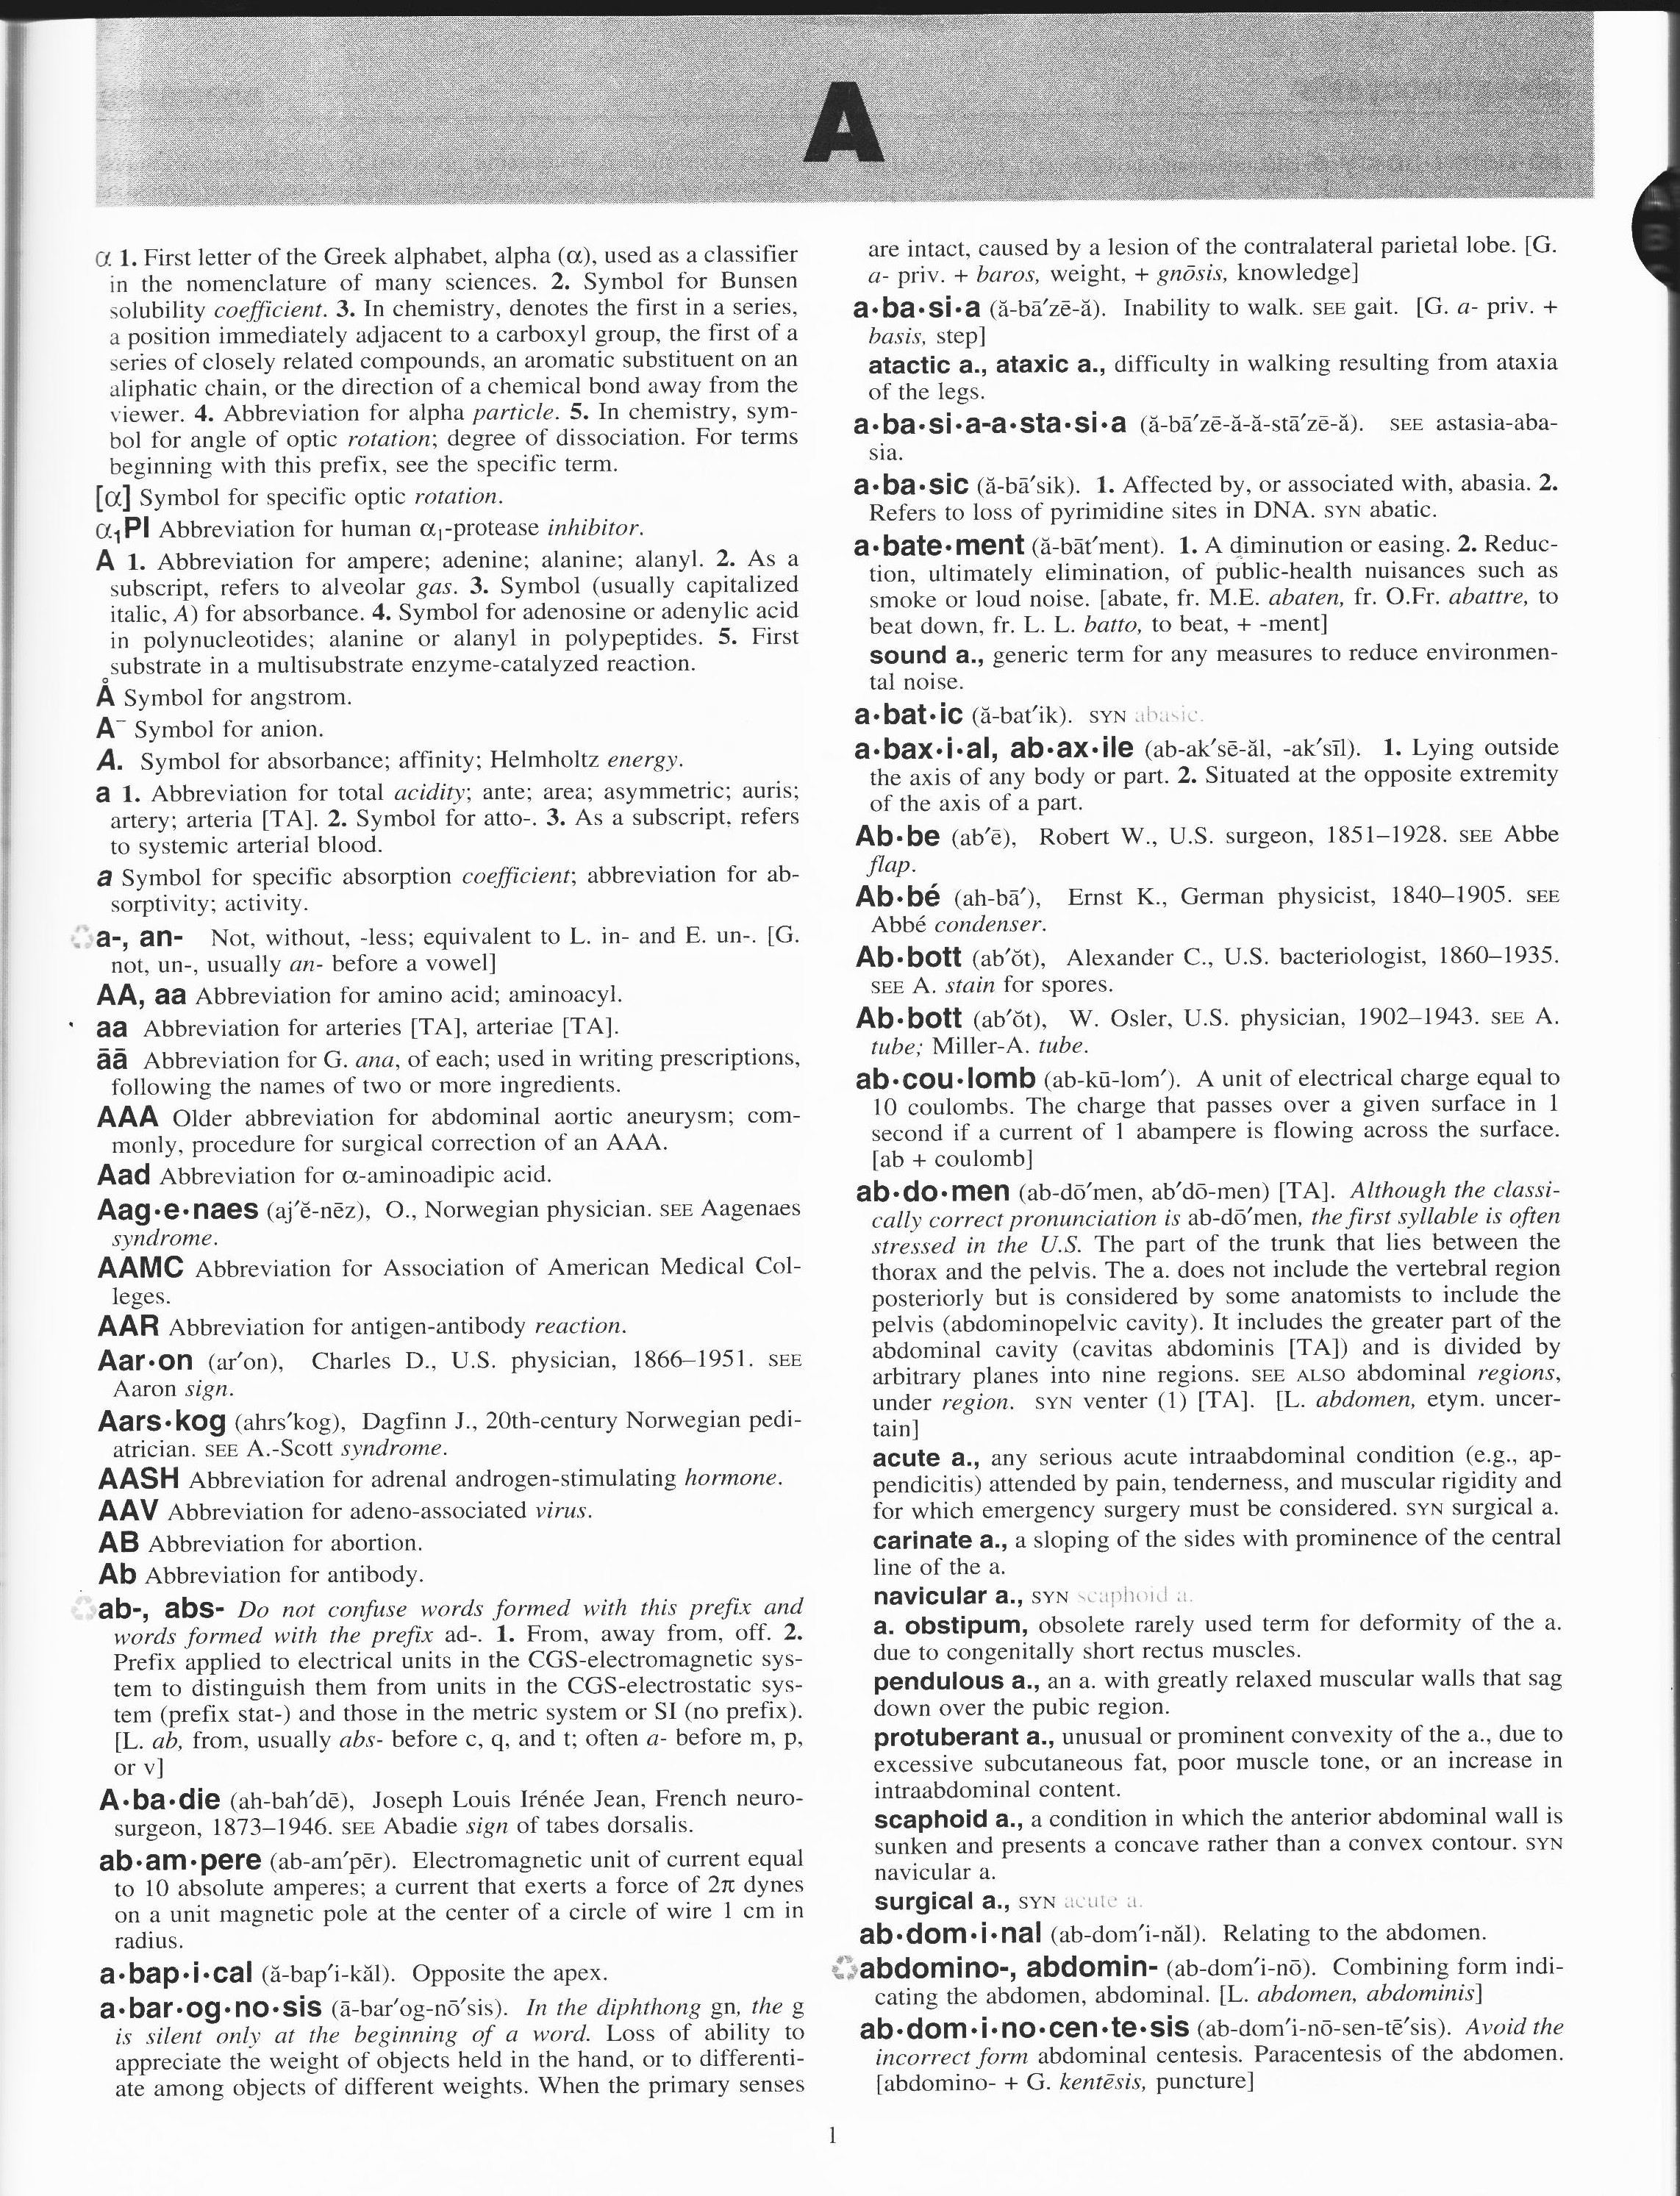 A
α 1. First letter of the Greek alphabet, alpha (α), used as a classifier
in the nomenclature of many sciences. 2. Symbol for Bunsen
solubility coefficient. 3. In chemistry, denotes the first in a series,
a position immediately adjacent to a carboxyl group, the first of a
series of closely related compounds, an aromatic substituent on an
aliphatic chain, or the direction of a chemical bond away from the
viewer. 4. Abbreviation for alpha particle. 5. In chemistry, sym-
bol for angle of optic rotation; degree of dissociation. For terms
beginning with this prefix, see the specific term.
[α] Symbol for specific optic rotation.
α₁PI Abbreviation for human α₁-protease inhibitor.
A 1. Abbreviation for ampere; adenine; alanine; alanyl. 2. As a
subscript, refers to alveolar gas. 3. Symbol (usually capitalized
italic, A) for absorbance. 4. Symbol for adenosine or adenylic acid
in polynucleotides; alanine or alanyl in polypeptides. 5. First
substrate in a multisubstrate enzyme-catalyzed reaction.
Å Symbol for angstrom.
A⁻ Symbol for anion.
A. Symbol for absorbance; affinity; Helmholtz energy.
a 1. Abbreviation for total acidity; ante; area; asymmetric; auris;
artery; arteria [TA]. 2. Symbol for atto-. 3. As a subscript, refers
to systemic arterial blood.
a Symbol for specific absorption coefficient; abbreviation for ab-
sorptivity; activity.
a-, an- Not, without, -less; equivalent to L. in- and E. un-. [G.
not, un-, usually an- before a vowel]
AA, aa Abbreviation for amino acid; aminoacyl.
aa Abbreviation for arteries [TA], arteriae [TA].
āā Abbreviation for G. ana, of each; used in writing prescriptions,
following the names of two or more ingredients.
AAA Older abbreviation for abdominal aortic aneurysm; com-
monly, procedure for surgical correction of an AAA.
Aad Abbreviation for α-aminoadipic acid.
Aag•e•naes (aj′ĕ-nēz), O., Norwegian physician. SEE Aagenaes
syndrome.
AAMC Abbreviation for Association of American Medical Col-
leges.
AAR Abbreviation for antigen-antibody reaction.
Aar•on (ar′on), Charles D., U.S. physician, 1866–1951. SEE
Aaron sign.
Aars•kog (ahrs′kog), Dagfinn J., 20th-century Norwegian pedi-
atrician. SEE A.-Scott syndrome.
AASH Abbreviation for adrenal androgen-stimulating hormone.
AAV Abbreviation for adeno-associated virus.
AB Abbreviation for abortion.
Ab Abbreviation for antibody.
ab-, abs- Do not confuse words formed with this prefix and
words formed with the prefix ad-. 1. From, away from, off. 2.
Prefix applied to electrical units in the CGS-electromagnetic sys-
tem to distinguish them from units in the CGS-electrostatic sys-
tem (prefix stat-) and those in the metric system or SI (no prefix).
[L. ab, from, usually abs- before c, q, and t; often a- before m, p,
or v]
A•ba•die (ah-bah′dē), Joseph Louis Irénée Jean, French neuro-
surgeon, 1873–1946. SEE Abadie sign of tabes dorsalis.
ab•am•pere (ab-am′pēr). Electromagnetic unit of current equal
to 10 absolute amperes; a current that exerts a force of 2π dynes
on a unit magnetic pole at the center of a circle of wire 1 cm in
radius.
a•bap•i•cal (ă-bap′i-kăl). Opposite the apex.
a•bar•og•no•sis (ā-bar′og-nō′sis). In the diphthong gn, the g
is silent only at the beginning of a word. Loss of ability to
appreciate the weight of objects held in the hand, or to differenti-
ate among objects of different weights. When the primary senses
are intact, caused by a lesion of the contralateral parietal lobe. [G.
a- priv. + baros, weight, + gnōsis, knowledge]
a•ba•si•a (ă-bā′zē-ă). Inability to walk. SEE gait. [G. a- priv. +
basis, step]
atactic a., ataxic a., difficulty in walking resulting from ataxia
of the legs.
a•ba•si•a-a•sta•si•a (ă-bā′zē-ă-ă-stā′zē-ă). SEE astasia-aba-
sia.
a•ba•sic (ă-bā′sik). 1. Affected by, or associated with, abasia. 2.
Refers to loss of pyrimidine sites in DNA. SYN abatic.
a•bate•ment (ă-bāt′ment). 1. A diminution or easing. 2. Reduc-
tion, ultimately elimination, of public-health nuisances such as
smoke or loud noise. [abate, fr. M.E. abaten, fr. O.Fr. abattre, to
beat down, fr. L. L. batto, to beat, + -ment]
sound a., generic term for any measures to reduce environmen-
tal noise.
a•bat•ic (ă-bat′ik). SYN abasic.
a•bax•i•al, ab•ax•ile (ab-ak′sē-ăl, -ak′sīl). 1. Lying outside
the axis of any body or part. 2. Situated at the opposite extremity
of the axis of a part.
Ab•be (ab′ē), Robert W., U.S. surgeon, 1851–1928. SEE Abbe
flap.
Ab•bé (ah-bā′), Ernst K., German physicist, 1840–1905. SEE
Abbé condenser.
Ab•bott (ab′ŏt), Alexander C., U.S. bacteriologist, 1860–1935.
SEE A. stain for spores.
Ab•bott (ab′ŏt), W. Osler, U.S. physician, 1902–1943. SEE A.
tube; Miller-A. tube.
ab•cou•lomb (ab-kū-lom′). A unit of electrical charge equal to
10 coulombs. The charge that passes over a given surface in 1
second if a current of 1 abampere is flowing across the surface.
[ab + coulomb]
ab•do•men (ab-dō′men, ab′dō-men) [TA]. Although the classi-
cally correct pronunciation is ab-dō′men, the first syllable is often
stressed in the U.S. The part of the trunk that lies between the
thorax and the pelvis. The a. does not include the vertebral region
posteriorly but is considered by some anatomists to include the
pelvis (abdominopelvic cavity). It includes the greater part of the
abdominal cavity (cavitas abdominis [TA]) and is divided by
arbitrary planes into nine regions. SEE ALSO abdominal regions,
under region. SYN venter (1) [TA]. [L. abdomen, etym. uncer-
tain]
acute a., any serious acute intraabdominal condition (e.g., ap-
pendicitis) attended by pain, tenderness, and muscular rigidity and
for which emergency surgery must be considered. SYN surgical a.
carinate a., a sloping of the sides with prominence of the central
line of the a.
navicular a., SYN scaphoid a.
a. obstipum, obsolete rarely used term for deformity of the a.
due to congenitally short rectus muscles.
pendulous a., an a. with greatly relaxed muscular walls that sag
down over the pubic region.
protuberant a., unusual or prominent convexity of the a., due to
excessive subcutaneous fat, poor muscle tone, or an increase in
intraabdominal content.
scaphoid a., a condition in which the anterior abdominal wall is
sunken and presents a concave rather than a convex contour. SYN
navicular a.
surgical a., SYN acute a.
ab•dom•i•nal (ab-dom′i-năl). Relating to the abdomen.
abdomino-, abdomin- (ab-dom′i-nō). Combining form indi-
cating the abdomen, abdominal. [L. abdomen, abdominis]
ab•dom•i•no•cen•te•sis (ab-dom′i-nō-sen-tē′sis). Avoid the
incorrect form abdominal centesis. Paracentesis of the abdomen.
[abdomino- + G. kentēsis, puncture]
1